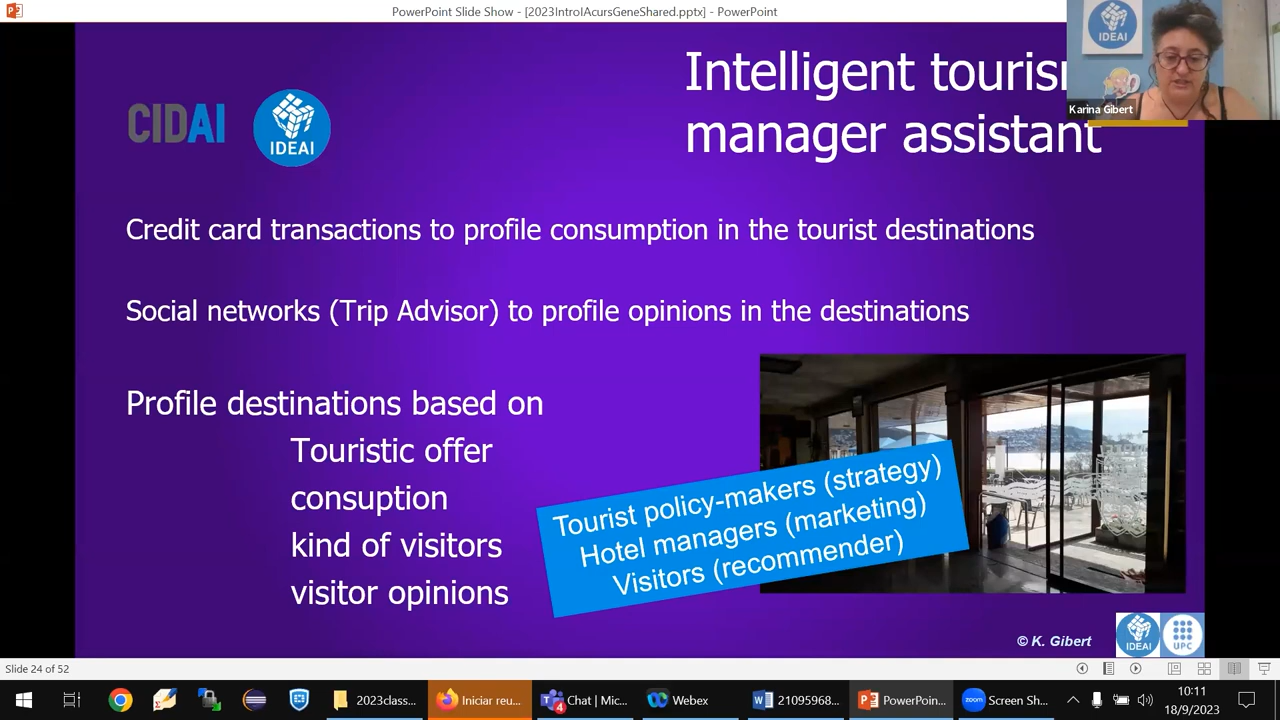 PowerPoint Slide Show - [2023IntroIAcursGeneShared.pptx] - PowerPoint
IDEAI
Karina Gibert
Intelligent touris
manager assistant
CIDAI
IDEAI
Credit card transactions to profile consumption in the tourist destinations
Social networks (Trip Advisor) to profile opinions in the destinations
Profile destinations based on
Touristic offer
consuption
kind of visitors
visitor opinions
Tourist policy-makers (strategy)
Hotel managers (marketing)
Visitors (recommender)
© K. Gibert
IDEAI
UPC
Slide 24 of 52
2023class...
Iniciar reu...
4
Chat | Mic...
Webex
21095968...
PowerPoin...
zoom
Screen Sh...
10:11
18/9/2023